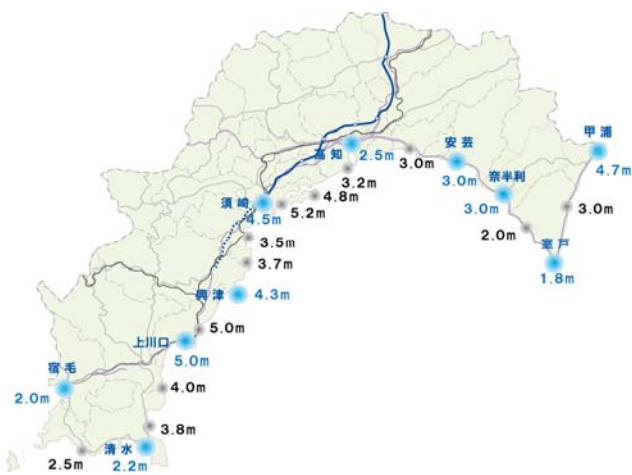 高知
2.5m
3.0m
安芸
3.0m
甲浦
4.7m
奈半利
3.0m
3.0m
2.0m
室戸
1.8m
3.2m
4.8m
5.2m
須崎
4.5m
3.5m
3.7m
興津
4.3m
5.0m
上川口
5.0m
宿毛
2.0m
4.0m
3.8m
清水
2.2m
2.5m